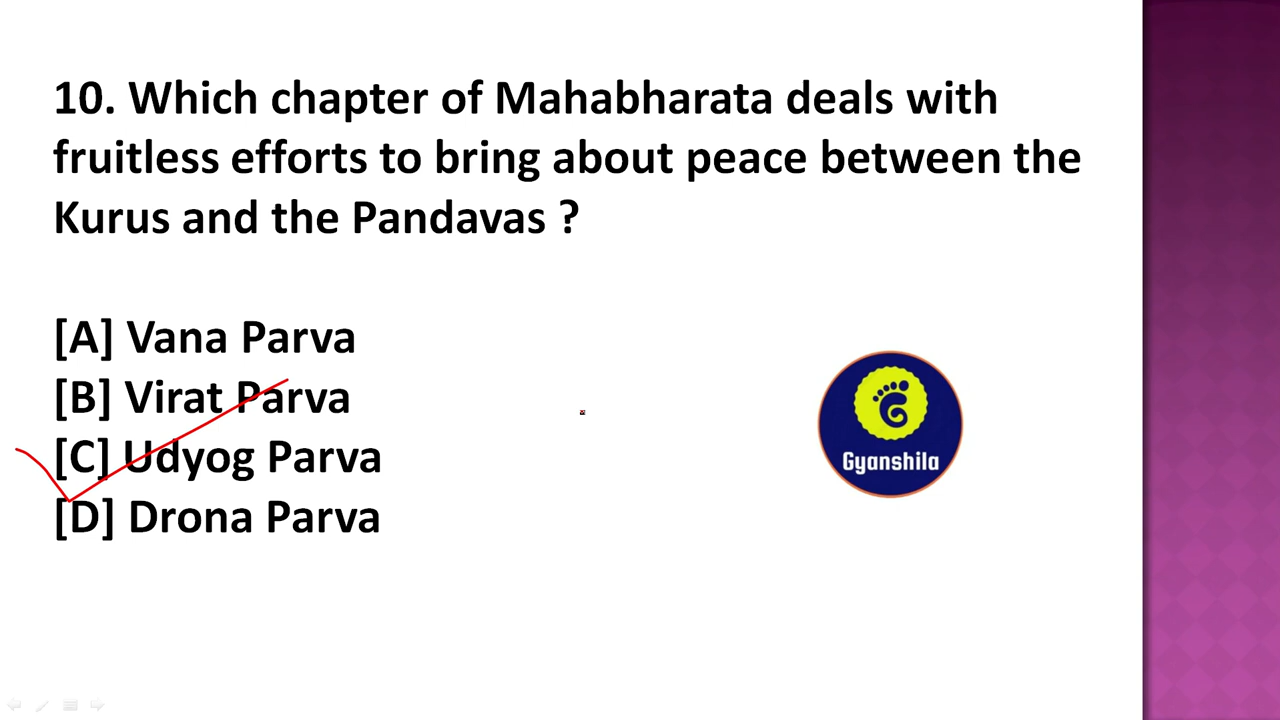 10. Which chapter of Mahabharata deals with
fruitless efforts to bring about peace between the
Kurus and the Pandavas ?
[A] Vana Parva
[B] Virat Parva
[C] Udyog Parva
[D] Drona Parva
Gyanshila